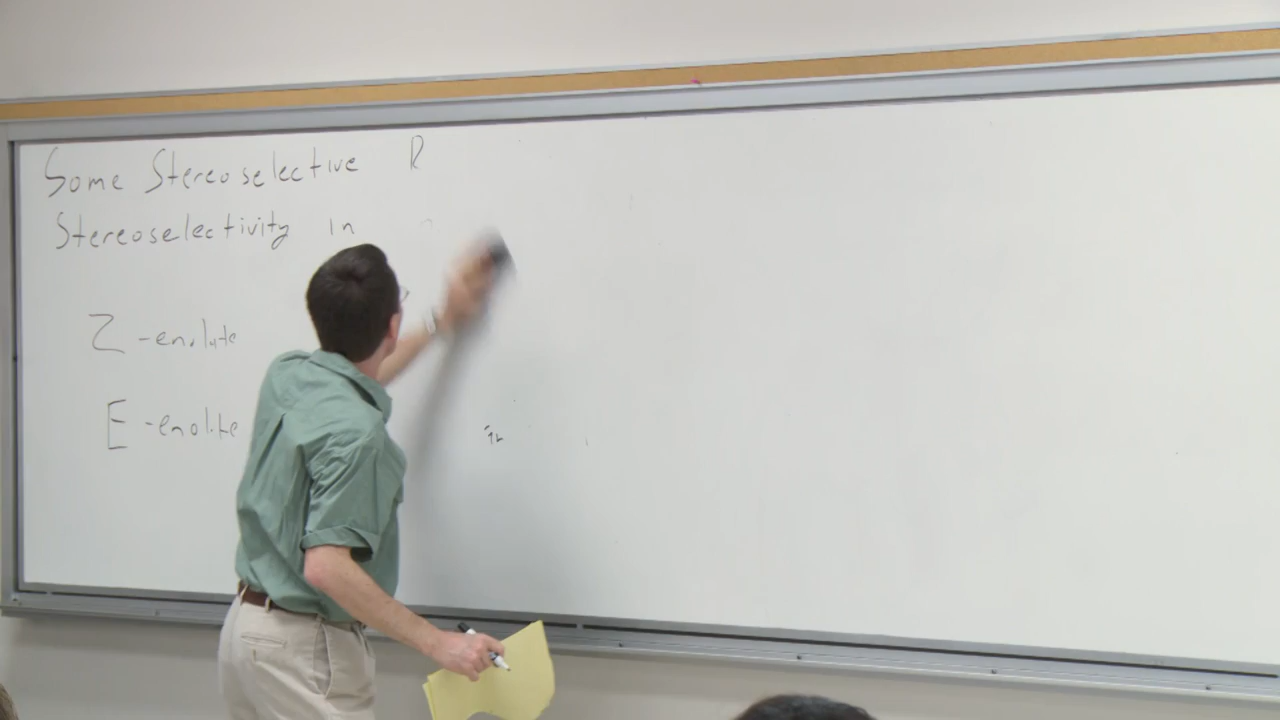 Some Stereoselective R
Stereoselectivity in
Z -enolate
E -enolate